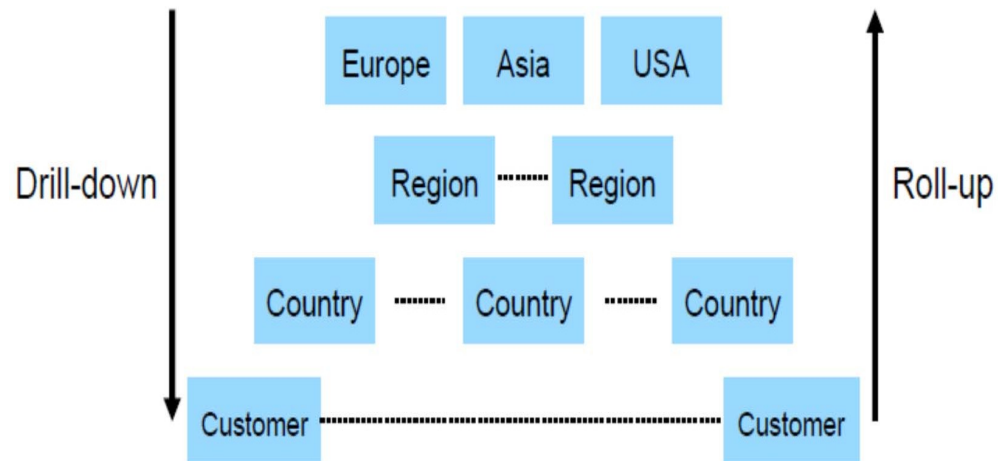 Europe Asia USA
Drill-down Region Region Roll-up
Country Country Country
Customer Customer